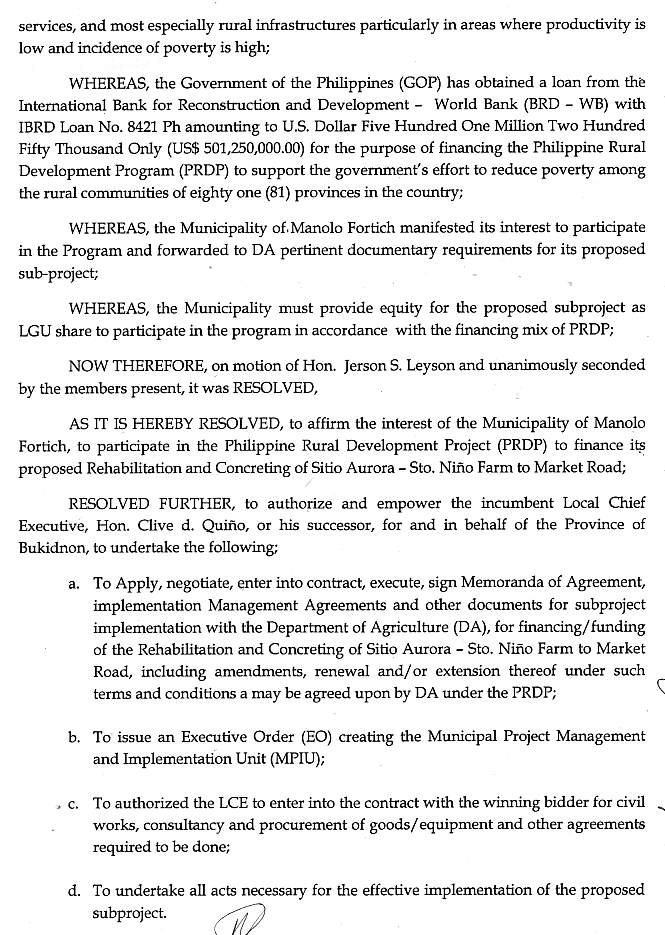 services, and most especially rural infrastructures particularly in areas where productivity is
low and incidence of poverty is high;
WHEREAS, the Government of the Philippines (GOP) has obtained a loan from the
International Bank for Reconstruction and Development – World Bank (BRD – WB) with
IBRD Loan No. 8421 Ph amounting to U.S. Dollar Five Hundred One Million Two Hundred
Fifty Thousand Only (US$ 501,250,000.00) for the purpose of financing the Philippine Rural
Development Program (PRDP) to support the government's effort to reduce poverty among
the rural communities of eighty one (81) provinces in the country;
WHEREAS, the Municipality of Manolo Fortich manifested its interest to participate
in the Program and forwarded to DA pertinent documentary requirements for its proposed
sub-project;
WHEREAS, the Municipality must provide equity for the proposed subproject as
LGU share to participate in the program in accordance with the financing mix of PRDP;
NOW THEREFORE, on motion of Hon. Jerson S. Leyson and unanimously seconded
by the members present, it was RESOLVED,
AS IT IS HEREBY RESOLVED, to affirm the interest of the Municipality of Manolo
Fortich, to participate in the Philippine Rural Development Project (PRDP) to finance its
proposed Rehabilitation and Concreting of Sitio Aurora – Sto. Niño Farm to Market Road;
RESOLVED FURTHER, to authorize and empower the incumbent Local Chief
Executive, Hon. Clive d. Quiño, or his successor, for and in behalf of the Province of
Bukidnon, to undertake the following;
a. To Apply, negotiate, enter into contract, execute, sign Memoranda of Agreement,
implementation Management Agreements and other documents for subproject
implementation with the Department of Agriculture (DA), for financing/funding
of the Rehabilitation and Concreting of Sitio Aurora – Sto. Niño Farm to Market
Road, including amendments, renewal and/or extension thereof under such
terms and conditions a may be agreed upon by DA under the PRDP;
b. To issue an Executive Order (EO) creating the Municipal Project Management
and Implementation Unit (MPIU);
c. To authorized the LCE to enter into the contract with the winning bidder for civil
works, consultancy and procurement of goods/equipment and other agreements
required to be done;
d. To undertake all acts necessary for the effective implementation of the proposed
subproject.